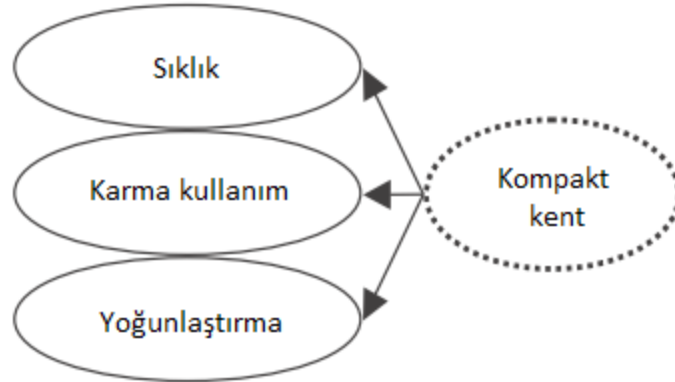 Sıklık
Karma kullanım
Yoğunlaştırma
Kompakt
kent